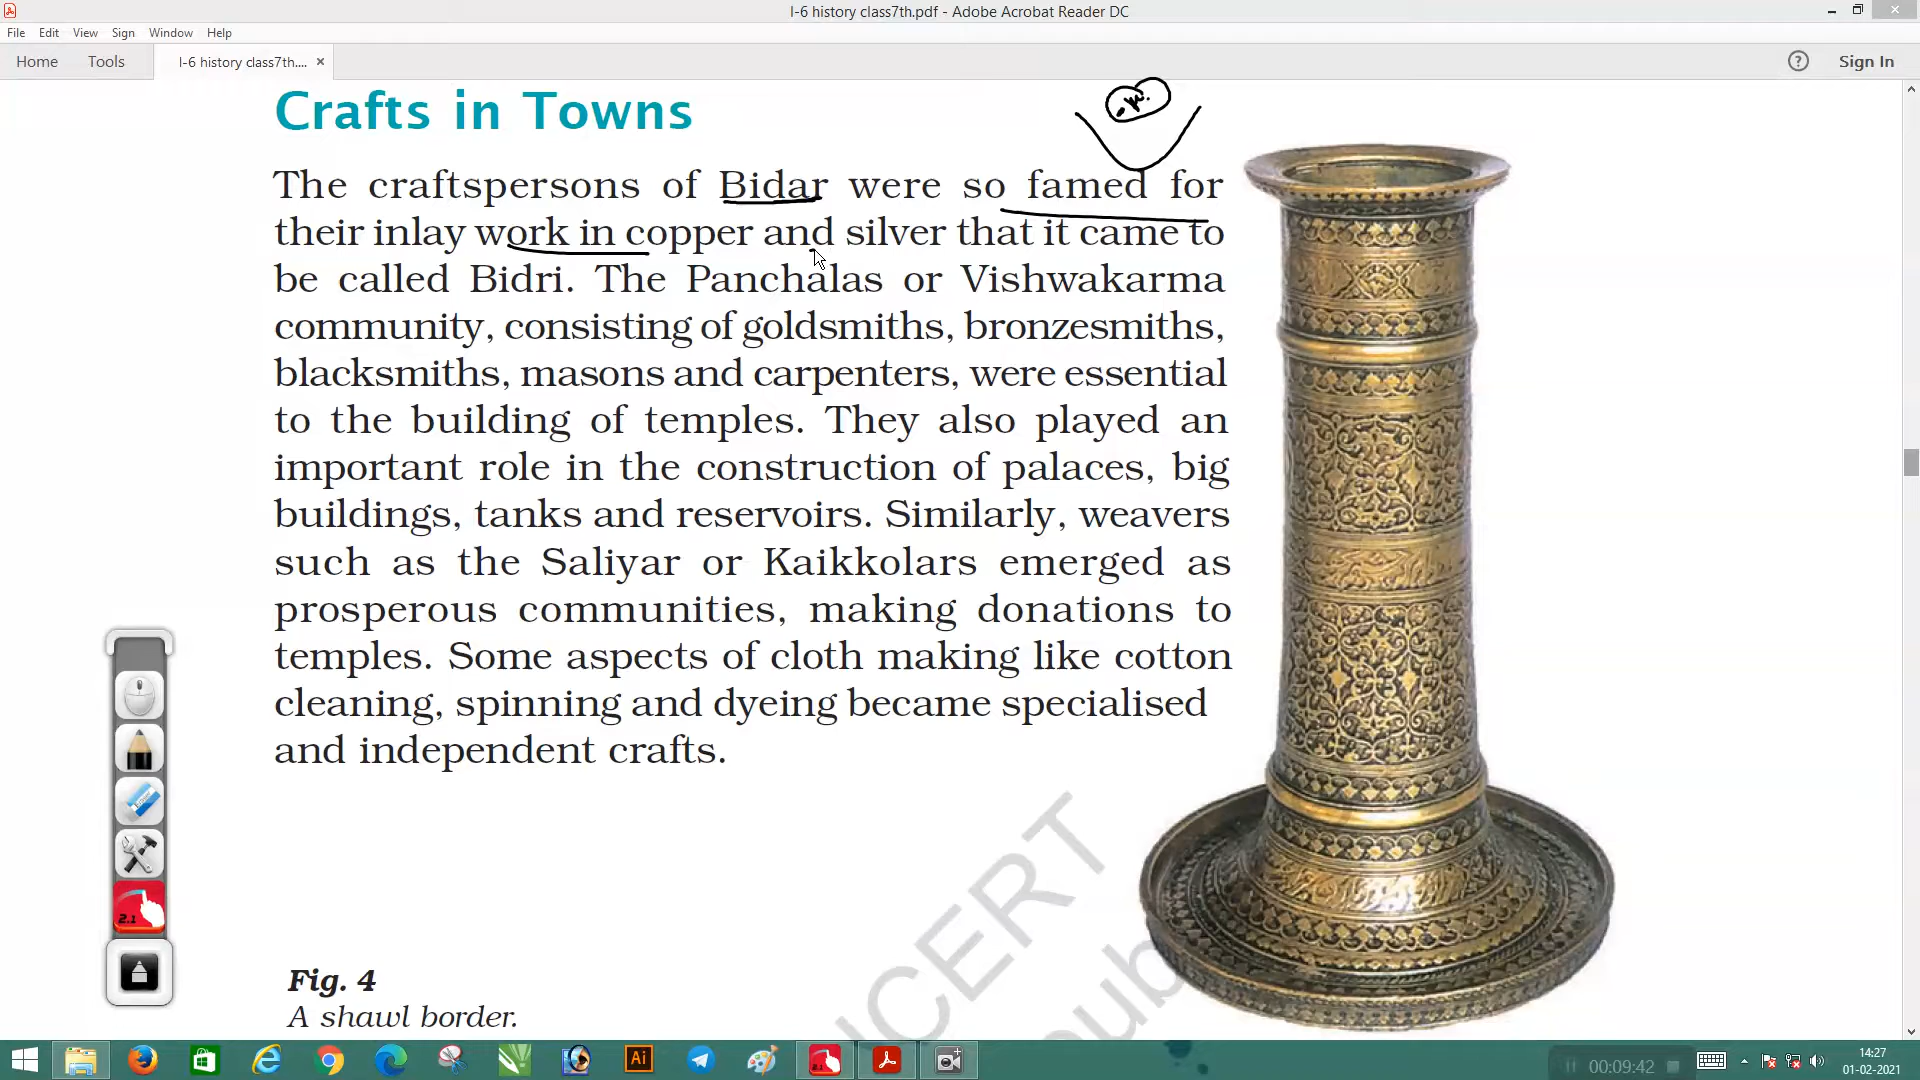 I-6 history class7th.pdf - Adobe Acrobat Reader DC
File Edit View Sign Window Help
Home Tools I-6 history class7th.... × Sign In
Crafts in Towns
The craftspersons of Bidar were so famed for
their inlay work in copper and silver that it came to
be called Bidri. The Panchalas or Vishwakarma
community, consisting of goldsmiths, bronzesmiths,
blacksmiths, masons and carpenters, were essential
to the building of temples. They also played an
important role in the construction of palaces, big
buildings, tanks and reservoirs. Similarly, weavers
such as the Saliyar or Kaikkolars emerged as
prosperous communities, making donations to
temples. Some aspects of cloth making like cotton
cleaning, spinning and dyeing became specialised
and independent crafts.
2.1
Fig. 4
A shawl border.
NCERT
pub
Ai
2.1
00:09:42
14:27
01-02-2021